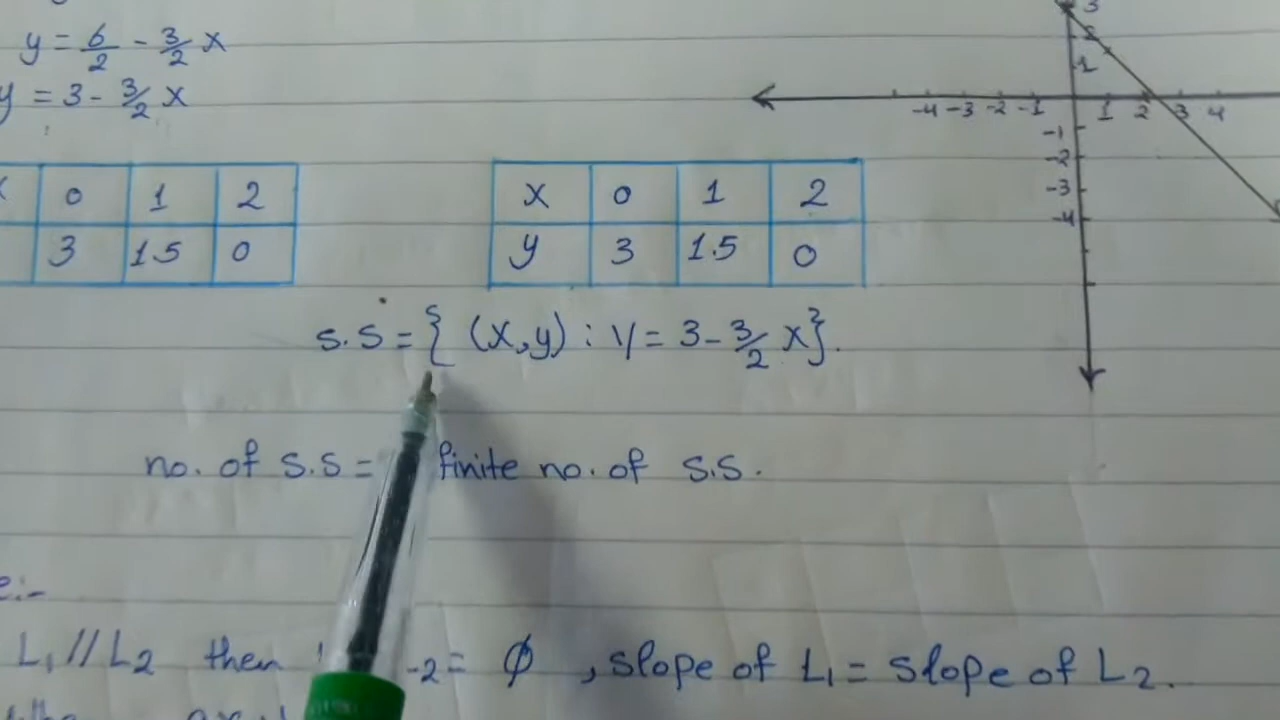 y = 6/2 - 3/2 x
y = 3 - 3/2 x
3
2
1
-4 -3 -2 -1 1 2 3 4
-1
-2
-3
-4
x 0 1 2
3 1.5 0
x 0 1 2
y 3 1.5 0
S.S = { (x,y) : y = 3 - 3/2 x }.
no. of S.S = finite no. of S.S.
L1 // L2 then = ∅ , slope of L1 = slope of L2.